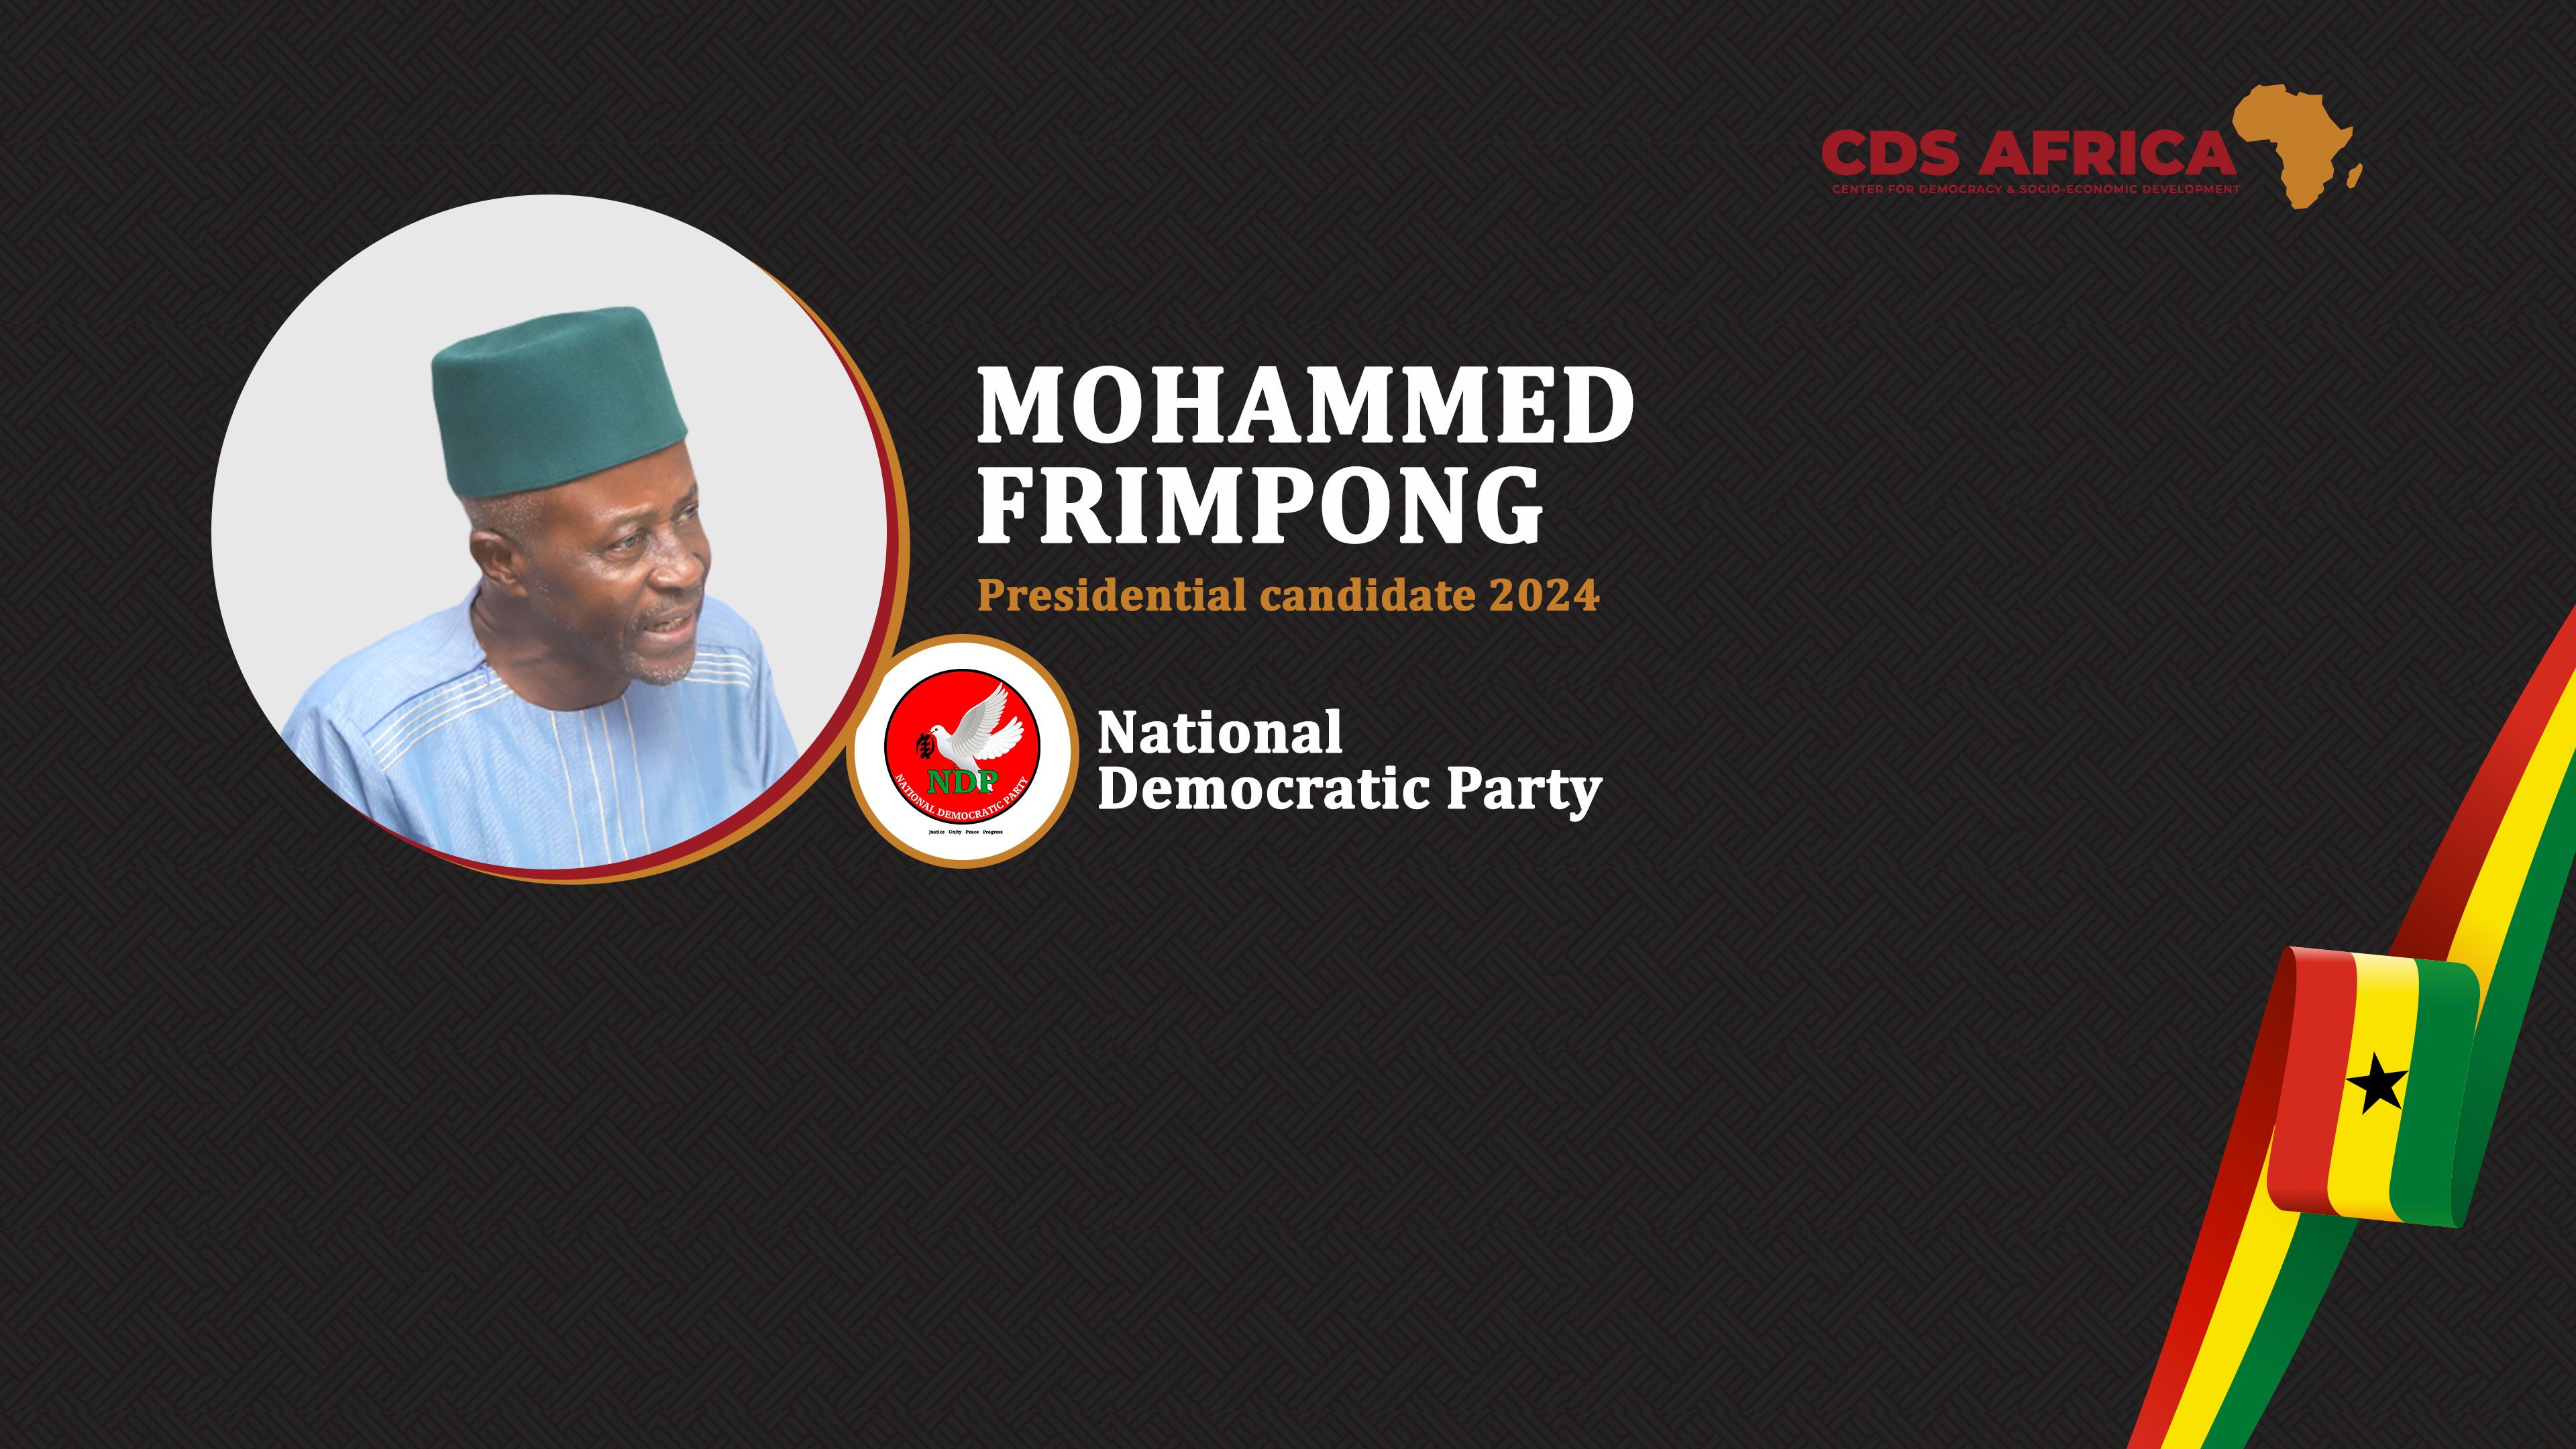 CDS AFRICA
CENTER FOR DEMOCRACY & SOCIO-ECONOMIC DEVELOPMENT
MOHAMMED
FRIMPONG
Presidential candidate 2024
NDP
NATIONAL DEMOCRATIC PARTY
Justice Unity Peace Progress
National
Democratic Party